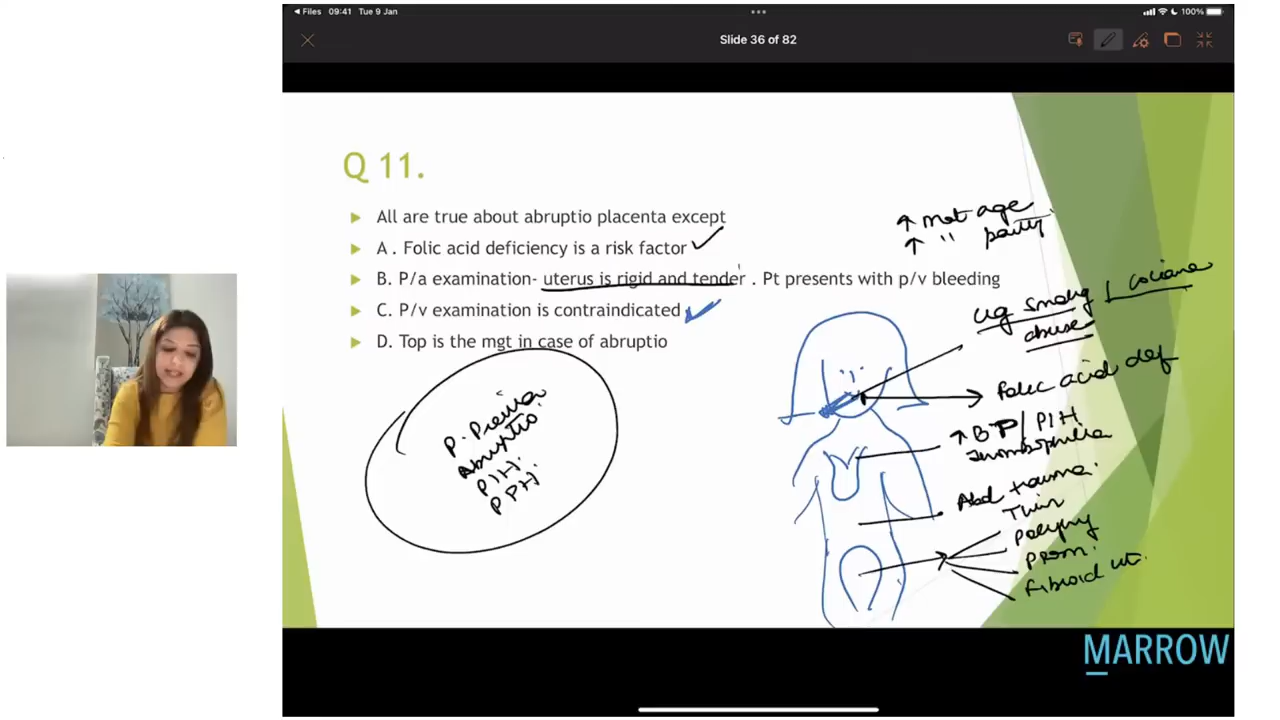 Files 09:41 Tue 9 Jan
100%
Slide 36 of 82
Q 11.
All are true about abruptio placenta except
A . Folic acid deficiency is a risk factor
B. P/a examination- uterus is rigid and tender . Pt presents with p/v bleeding
C. P/v examination is contraindicated
D. Top is the mgt in case of abruptio
↑ mat age
↑ " parity
cig smokg / cocaine
abuse
Folic acid def
↑ BP / PIH
Thrombophilia
Abd trauma.
Twin
Polyhy
PROM.
Fibroid ut.
P. Previa
Abruptio.
PIH.
PPH.
MARROW